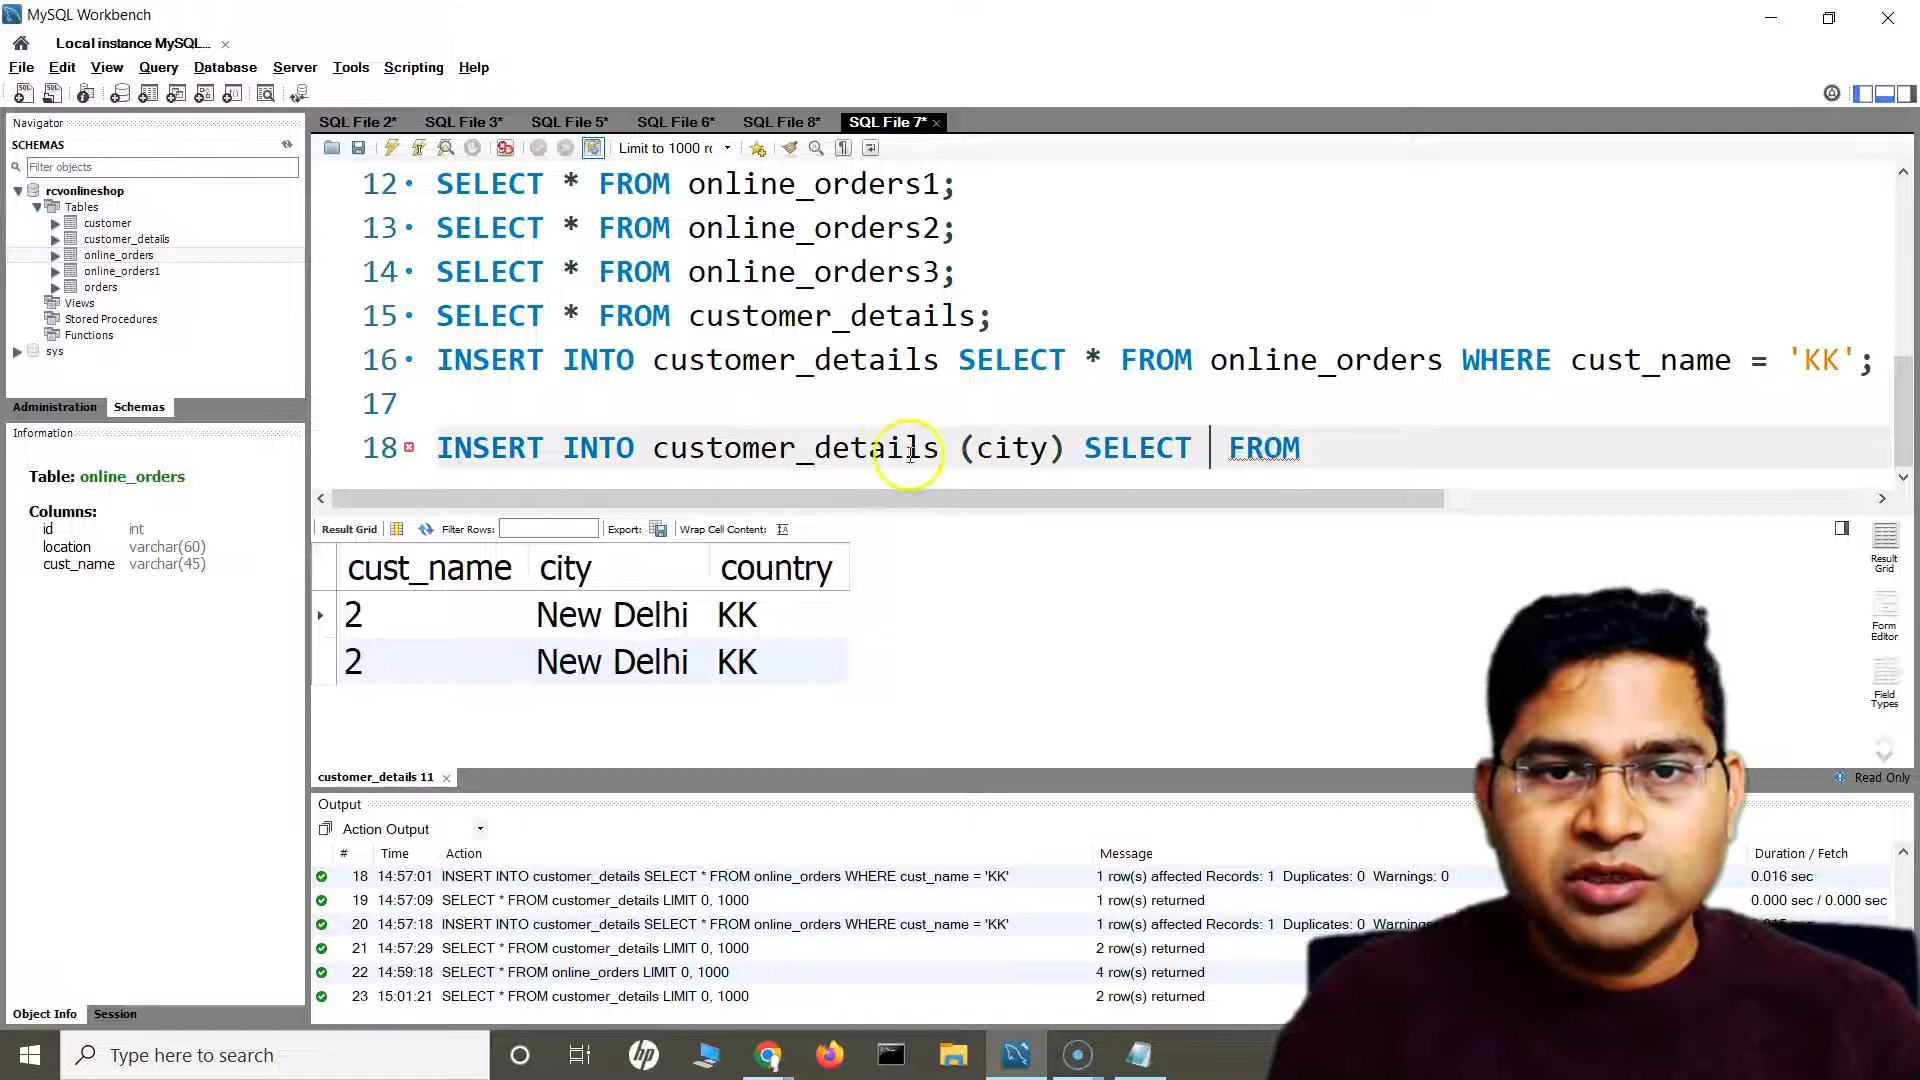 MySQL Workbench
Local instance MySQL...
File Edit View Query Database Server Tools Scripting Help
Navigator
SCHEMAS
Filter objects
rcvonlineshop
Tables
customer
customer_details
online_orders
online_orders1
orders
Views
Stored Procedures
Functions
sys
Administration Schemas
Information
Table: online_orders
Columns:
id int
location varchar(60)
cust_name varchar(45)
Object Info Session
SQL File 2* SQL File 3* SQL File 5* SQL File 6* SQL File 8* SQL File 7*
Limit to 1000 rc
12 SELECT * FROM online_orders1;
13 SELECT * FROM online_orders2;
14 SELECT * FROM online_orders3;
15 SELECT * FROM customer_details;
16 INSERT INTO customer_details SELECT * FROM online_orders WHERE cust_name = 'KK';
17
18 INSERT INTO customer_details (city) SELECT FROM
Result Grid Filter Rows: Export: Wrap Cell Content:
cust_name city country
2 New Delhi KK
2 New Delhi KK
Result Grid
Form Editor
Field Types
customer_details 11
Read Only
Output
Action Output
# Time Action Message Duration / Fetch
18 14:57:01 INSERT INTO customer_details SELECT * FROM online_orders WHERE cust_name = 'KK' 1 row(s) affected Records: 1 Duplicates: 0 Warnings: 0 0.016 sec
19 14:57:09 SELECT * FROM customer_details LIMIT 0, 1000 1 row(s) returned 0.000 sec / 0.000 sec
20 14:57:18 INSERT INTO customer_details SELECT * FROM online_orders WHERE cust_name = 'KK' 1 row(s) affected Records: 1 Duplicates: 0 Warnings
21 14:57:29 SELECT * FROM customer_details LIMIT 0, 1000 2 row(s) returned
22 14:59:18 SELECT * FROM online_orders LIMIT 0, 1000 4 row(s) returned
23 15:01:21 SELECT * FROM customer_details LIMIT 0, 1000 2 row(s) returned
Type here to search
hp